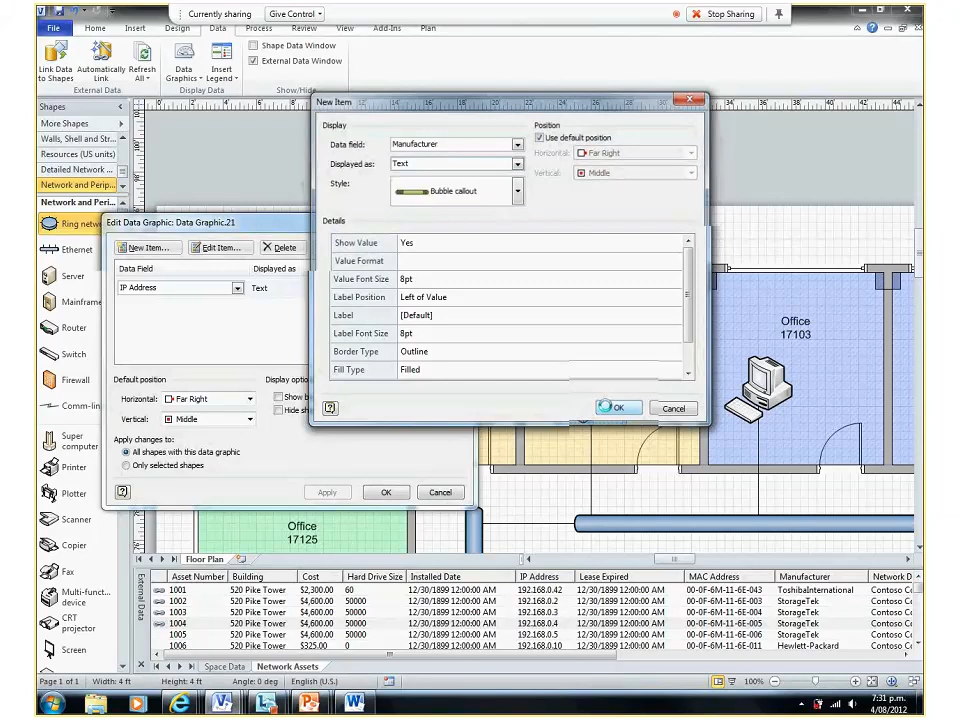 Currently sharing
Give Control
Stop Sharing
File
Home
Insert
Design
Data
Process
Review
View
Add-Ins
Plan
Link Data
to Shapes
Automatically
Link
Refresh
All
Data
Graphics
Insert
Legend
Shape Data Window
External Data Window
External Data
Display Data
Show/Hide
Shapes
More Shapes
Walls, Shell and Str...
Resources (US units)
Detailed Network ...
Network and Perip...
Network and Peri...
Ring netw
Ethernet
Server
Mainframe
Router
Switch
Firewall
Comm-link
Super
computer
Printer
Plotter
Scanner
Copier
Fax
Multi-funct...
device
CRT
projector
Screen
New Item
Display
Data field:
Manufacturer
Displayed as:
Text
Style:
Bubble callout
Position
Use default position
Horizontal:
Far Right
Vertical:
Middle
Details
Show Value
Yes
Value Format
Value Font Size
8pt
Label Position
Left of Value
Label
[Default]
Label Font Size
8pt
Border Type
Outline
Fill Type
Filled
OK
Cancel
Edit Data Graphic: Data Graphic.21
New Item...
Edit Item...
Delete
Data Field
Displayed as
IP Address
Text
Default position
Horizontal:
Far Right
Vertical:
Middle
Display optio
Show b
Hide sh
Apply changes to:
All shapes with this data graphic
Only selected shapes
Apply
OK
Cancel
Office
17103
Office
17125
Floor Plan
External Data
Asset Number Building Cost Hard Drive Size Installed Date IP Address Lease Expired MAC Address Manufacturer Network D
1001 520 Pike Tower $2,300.00 60 12/30/1899 12:00:00 AM 192.168.0.42 12/30/1899 12:00:00 AM 00-0F-6M-11-6E-043 ToshibaInternational Contoso C
1002 520 Pike Tower $4,600.00 50000 12/30/1899 12:00:00 AM 192.168.0.2 12/30/1899 12:00:00 AM 00-0F-6M-11-6E-003 StorageTek Contoso C
1003 520 Pike Tower $4,600.00 50000 12/30/1899 12:00:00 AM 192.168.0.3 12/30/1899 12:00:00 AM 00-0F-6M-11-6E-004 StorageTek Contoso C
1004 520 Pike Tower $4,600.00 50000 12/30/1899 12:00:00 AM 192.168.0.4 12/30/1899 12:00:00 AM 00-0F-6M-11-6E-005 StorageTek Contoso C
1005 520 Pike Tower $4,600.00 50000 12/30/1899 12:00:00 AM 192.168.0.5 12/30/1899 12:00:00 AM 00-0F-6M-11-6E-006 StorageTek Contoso C
1006 520 Pike Tower $325.00 0 12/30/1899 12:00:00 AM 192.168.0.10 12/30/1899 12:00:00 AM 00-0F-6M-11-6E-011 Hewlett-Packard Contoso C
Space Data
Network Assets
Page 1 of 1
Width: 4 ft
Height: 4 ft
Angle: 0 deg
English (U.S.)
100%
7:31 p.m.
4/08/2012